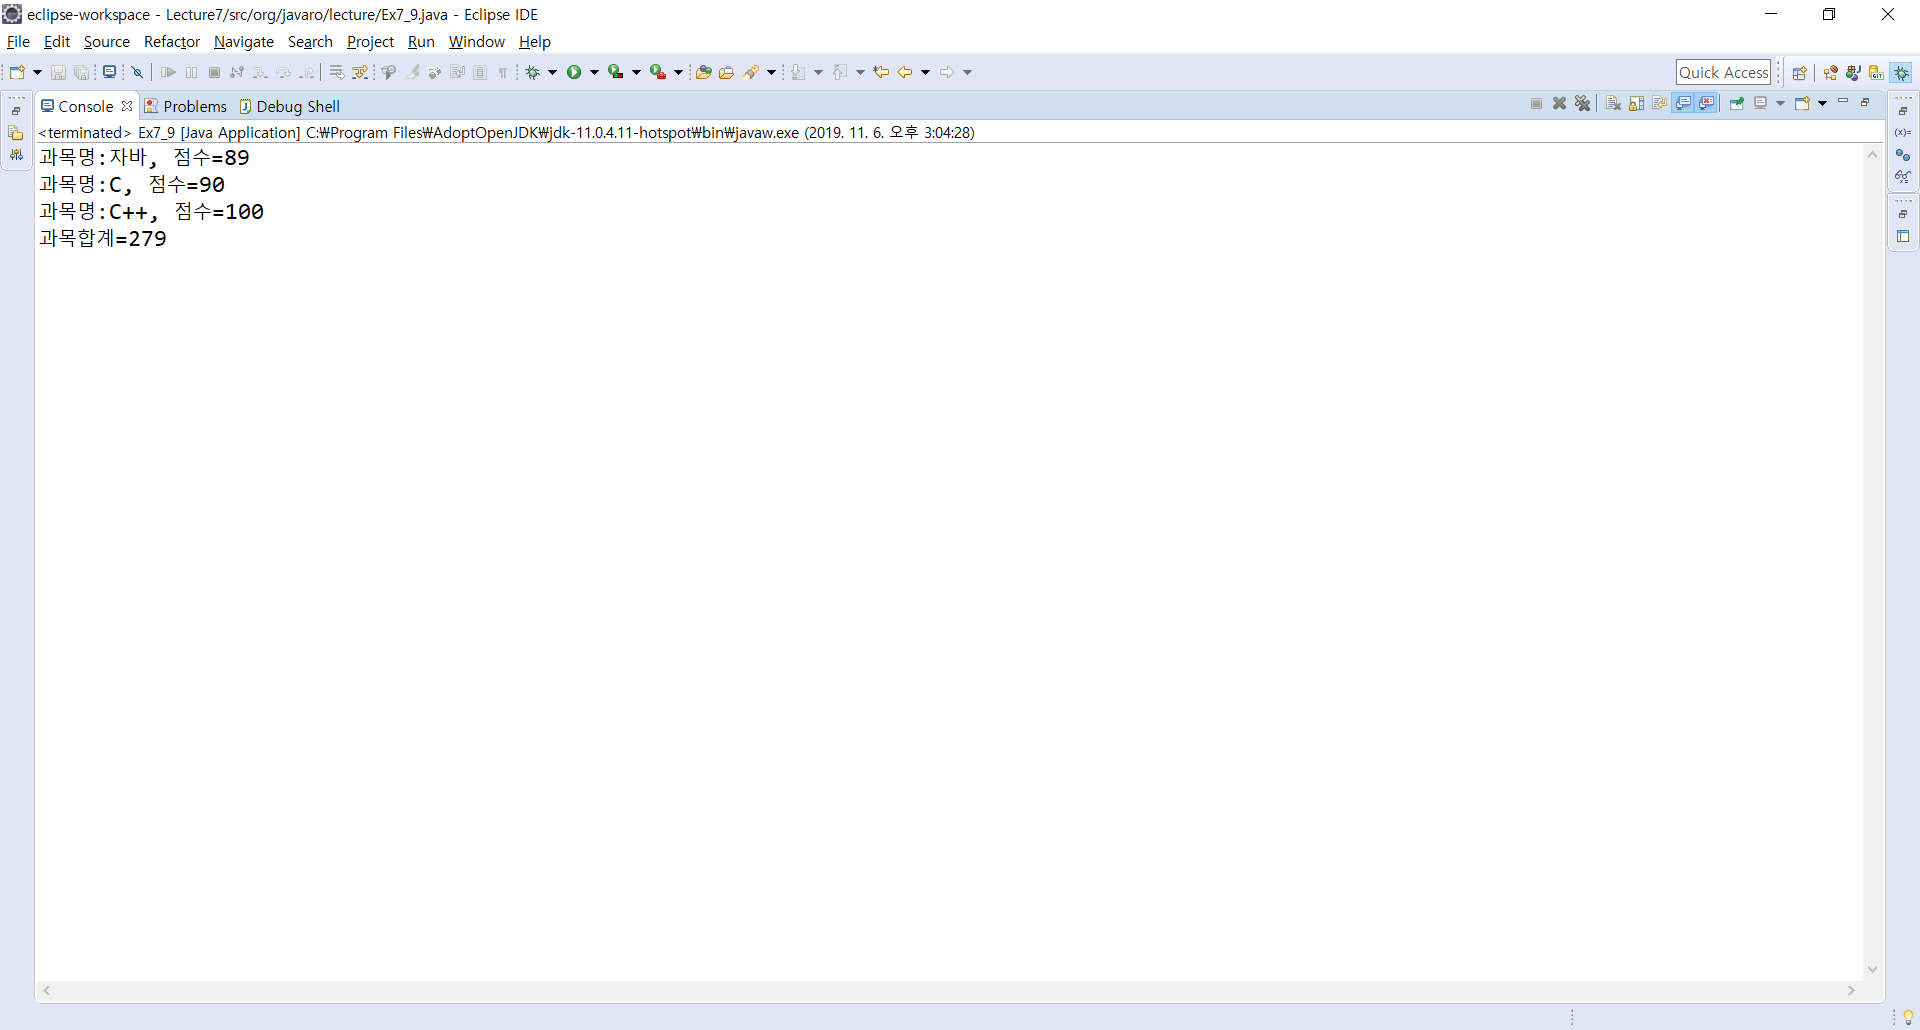 eclipse-workspace - Lecture7/src/org/javaro/lecture/Ex7_9.java - Eclipse IDE
File Edit Source Refactor Navigate Search Project Run Window Help
Quick Access
Console Problems Debug Shell
<terminated> Ex7_9 [Java Application] C:₩Program Files₩AdoptOpenJDK₩jdk-11.0.4.11-hotspot₩bin₩javaw.exe (2019. 11. 6. 오후 3:04:28)
과목명:자바, 점수=89
과목명:C, 점수=90
과목명:C++, 점수=100
과목합계=279